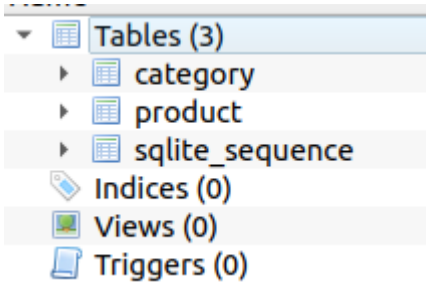 Tables (3)
category
product
sqlite_sequence
Indices (0)
Views (0)
Triggers (0)